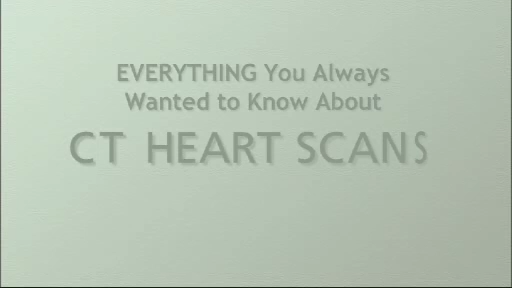 EVERYTHING You Always
Wanted to Know About
CT HEART SCANS